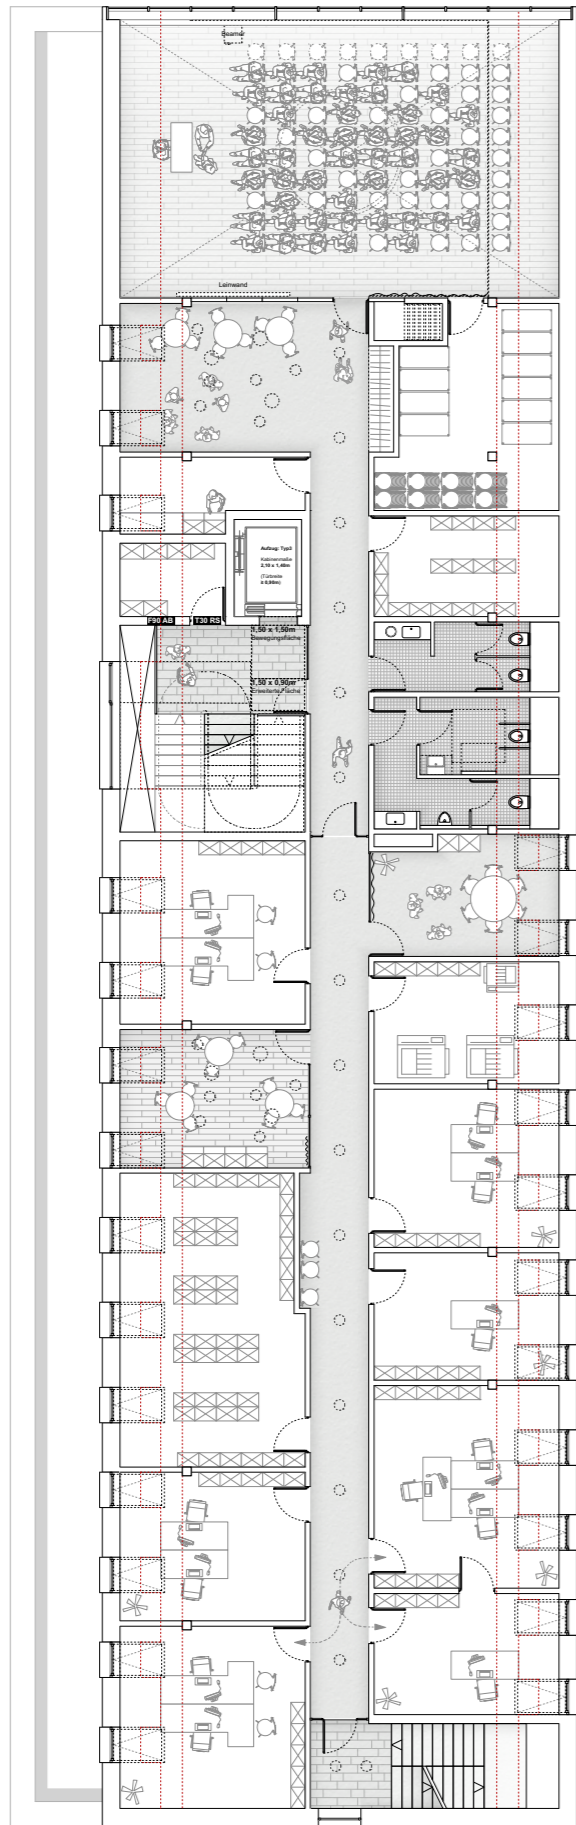 Beamer
Leinwand
Aufzug: Typ2
Kabinenmaße
2,10 x 1,40m
(Türbreite
≥ 0,90m)
F90 AB
T30 RS
1,50 x 1,50m
Bewegungsfläche
1,50 x 0,90m
Erweiterte Fläche